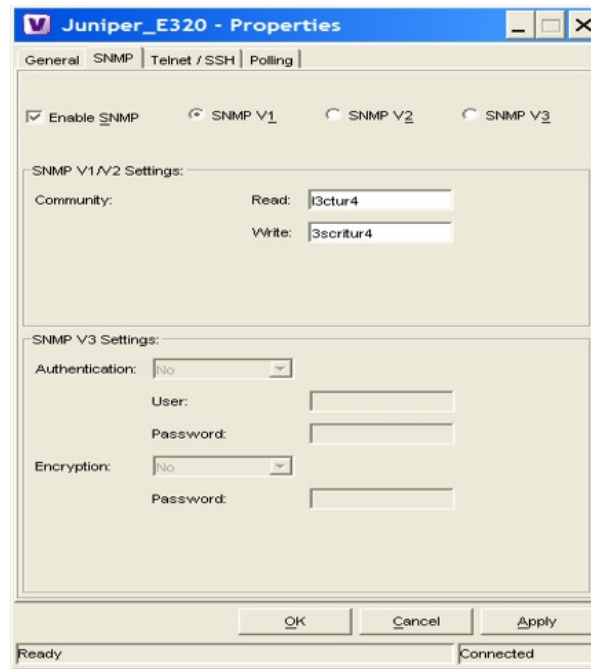 Juniper_E320 - Properties
General SNMP Telnet / SSH Polling
Enable SNMP SNMP V1 SNMP V2 SNMP V3
SNMP V1/V2 Settings:
Community: Read: l3ctur4
Write: 3scritur4
SNMP V3 Settings:
Authentication: No
User:
Password:
Encryption: No
Password:
OK Cancel Apply
Ready Connected